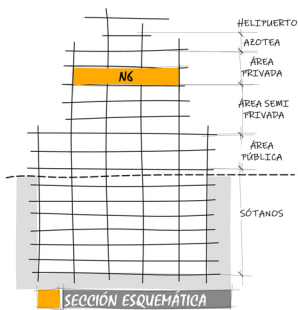 HELIPUERTO
AZOTEA
ÁREA
PRIVADA
N6
ÁREA SEMI
PRIVADA
ÁREA
PÚBLICA
SÓTANOS
SECCIÓN ESQUEMÁTICA